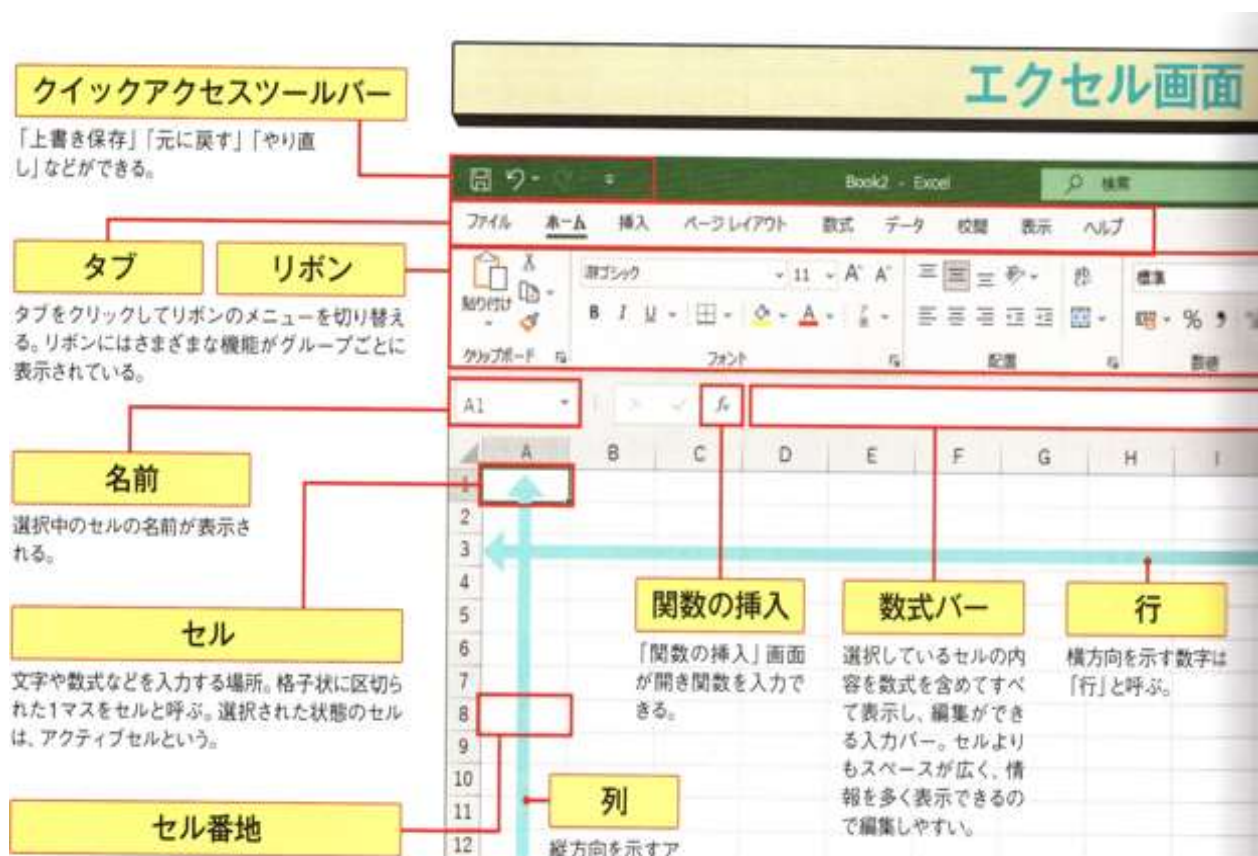 エクセル画面
クイックアクセスツールバー
「上書き保存」「元に戻す」「やり直
し」などができる。
タブ
リボン
タブをクリックしてリボンのメニューを切り替え
る。リボンにはさまざまな機能がグループごとに
表示されている。
名前
選択中のセルの名前が表示さ
れる。
セル
文字や数式などを入力する場所。格子状に区切ら
れた1マスをセルと呼ぶ。選択された状態のセル
は、アクティブセルという。
セル番地
Book2 - Excel
検索
ファイル ホーム 挿入 ページ レイアウト 数式 データ 校閲 表示 ヘルプ
游ゴシック 11 A A 標準
貼り付け
B I U A % 9
クリップボード フォント 配置 数値
A1 fx
A B C D E F G H I
1
2
3
4
5
6
7
8
9
10
11
12
関数の挿入
「関数の挿入」画面
が開き関数を入力で
きる。
数式バー
選択しているセルの内
容を数式を含めてすべ
て表示し、編集ができ
る入力バー。セルより
もスペースが広く、情
報を多く表示できるの
で編集しやすい。
行
横方向を示す数字は
「行」と呼ぶ。
列
縦方向を示すア